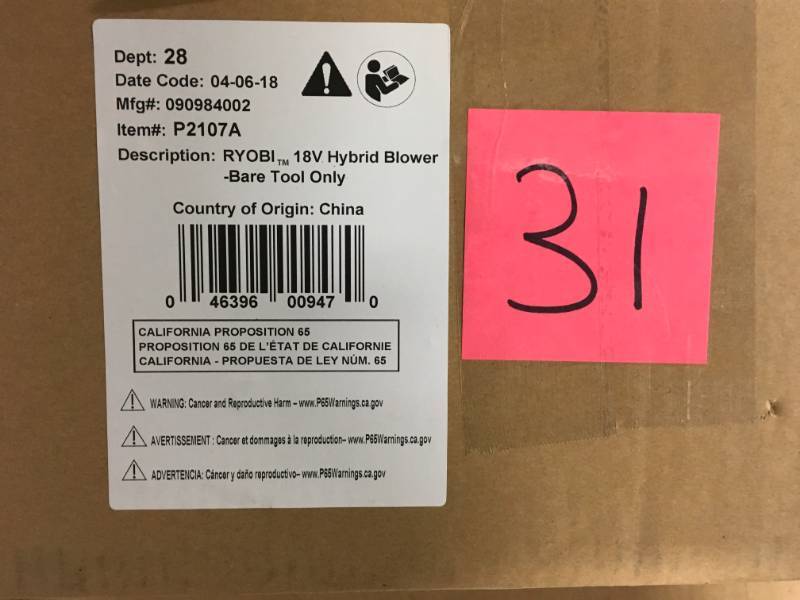 Dept: 28
Date Code: 04-06-18
Mfg#: 090984002
Item#: P2107A
Description: RYOBI™ 18V Hybrid Blower
-Bare Tool Only
Country of Origin: China
0 46396 00947 0
CALIFORNIA PROPOSITION 65
PROPOSITION 65 DE L'ÉTAT DE CALIFORNIE
CALIFORNIA - PROPUESTA DE LEY NÚM. 65
WARNING: Cancer and Reproductive Harm – www.P65Warnings.ca.gov
AVERTISSEMENT : Cancer et dommages à la reproduction– www.P65Warnings.ca.gov
ADVERTENCIA: Cáncer y daño reproductivo– www.P65Warnings.ca.gov
31